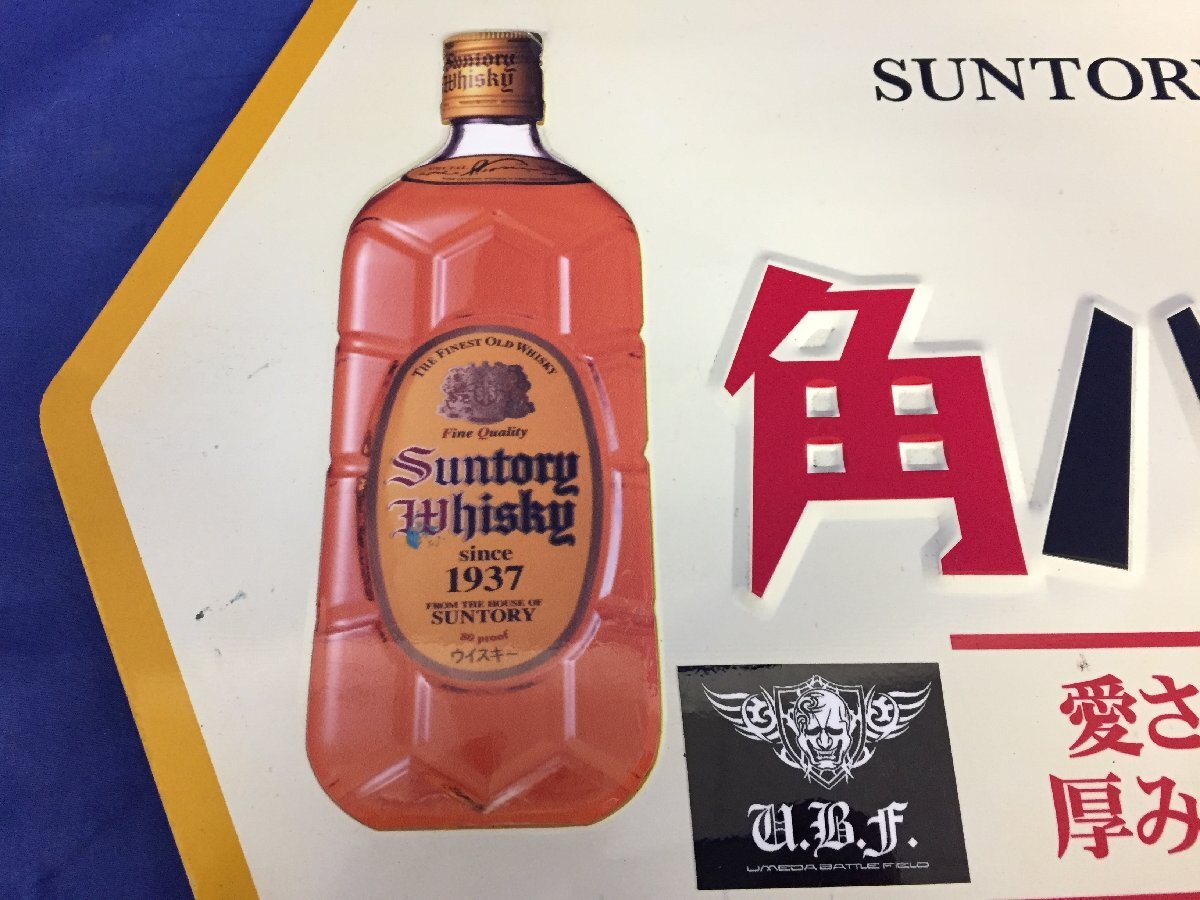 Suntory
Whisky
SUNTORY
THE FINEST OLD WHISKY
Fine Quality
Suntory
Whisky
since
1937
FROM THE HOUSE OF
SUNTORY
80 proof
ウイスキー
角ハ
愛さ
厚み
U.B.F.
UMEDA BATTLE FIELD